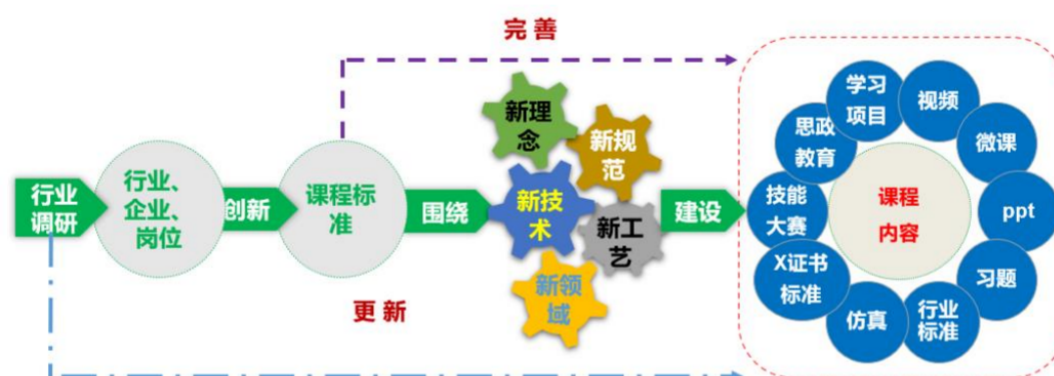 完善
行业
调研
行业、
企业、
岗位
创新
课程标
准
围绕
新理
念
新规
范
新技
术
新工
艺
新领
域
建设
学习
项目
视频
微课
ppt
习题
行业
标准
仿真
X证书
标准
技能
大赛
思政
教育
课程
内容
更新